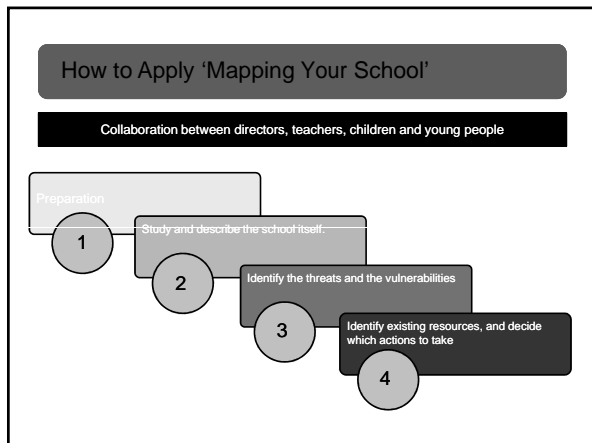 How to Apply ‘Mapping Your School’
Collaboration between directors, teachers, children and young people
Preparation
1
Study and describe the school itself.
2
Identify the threats and the vulnerabilities
3
Identify existing resources, and decide
which actions to take
4